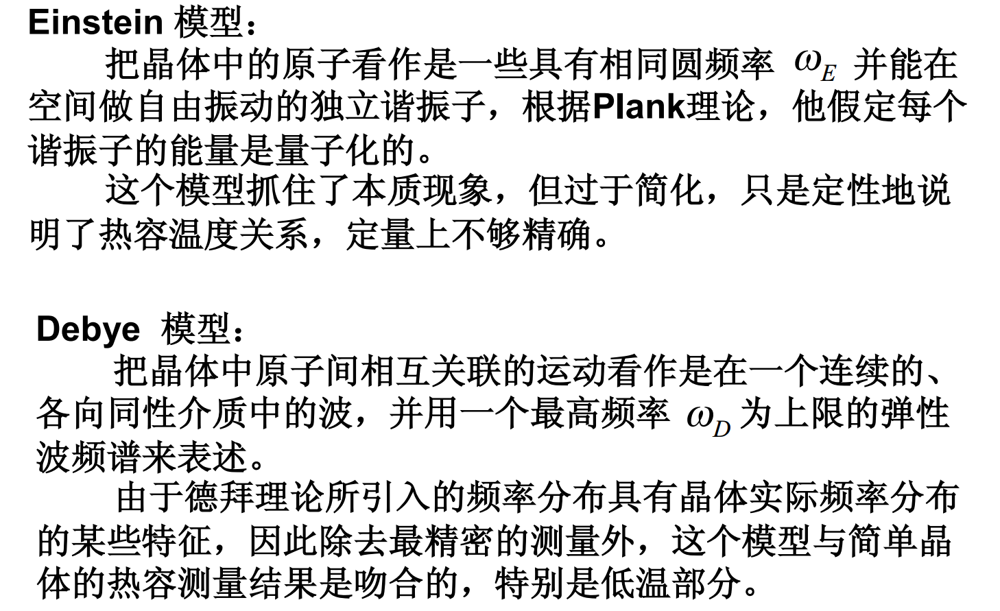 Einstein 模型：
把晶体中的原子看作是一些具有相同圆频率 ω_E 并能在
空间做自由振动的独立谐振子，根据Plank理论，他假定每个
谐振子的能量是量子化的。
这个模型抓住了本质现象，但过于简化，只是定性地说
明了热容温度关系，定量上不够精确。
Debye 模型：
把晶体中原子间相互关联的运动看作是在一个连续的、
各向同性介质中的波，并用一个最高频率 ω_D 为上限的弹性
波频谱来表述。
由于德拜理论所引入的频率分布具有晶体实际频率分布
的某些特征，因此除去最精密的测量外，这个模型与简单晶
体的热容测量结果是吻合的，特别是低温部分。